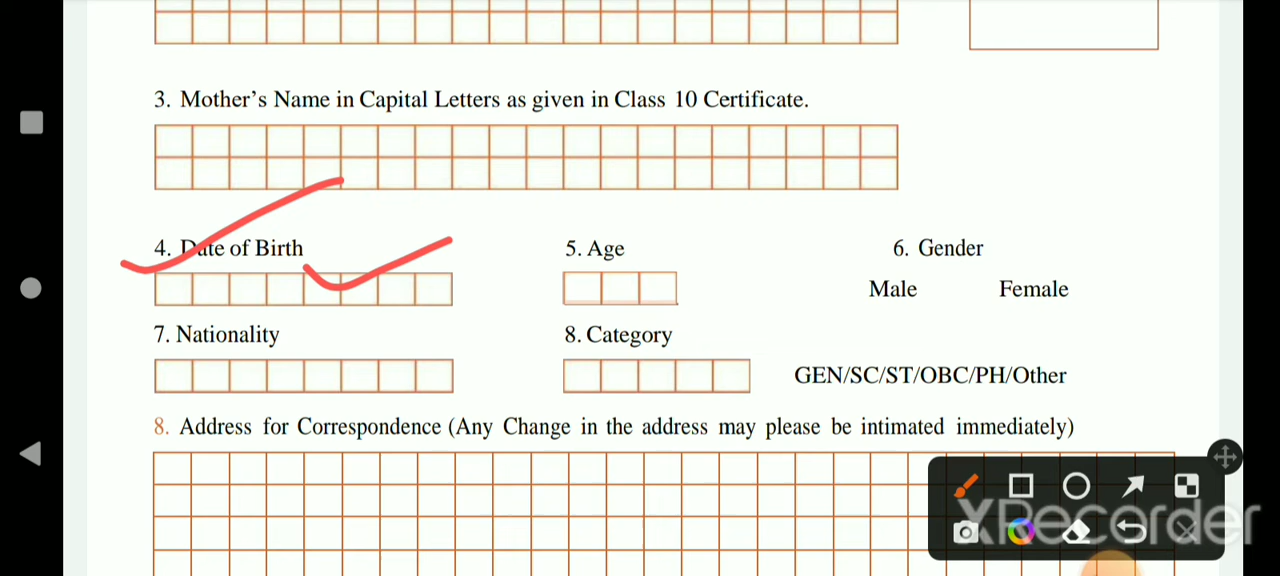 3. Mother's Name in Capital Letters as given in Class 10 Certificate.
4. Date of Birth
5. Age
6. Gender
Male Female
7. Nationality
8. Category
GEN/SC/ST/OBC/PH/Other
8. Address for Correspondence (Any Change in the address may please be intimated immediately)
XRecorder